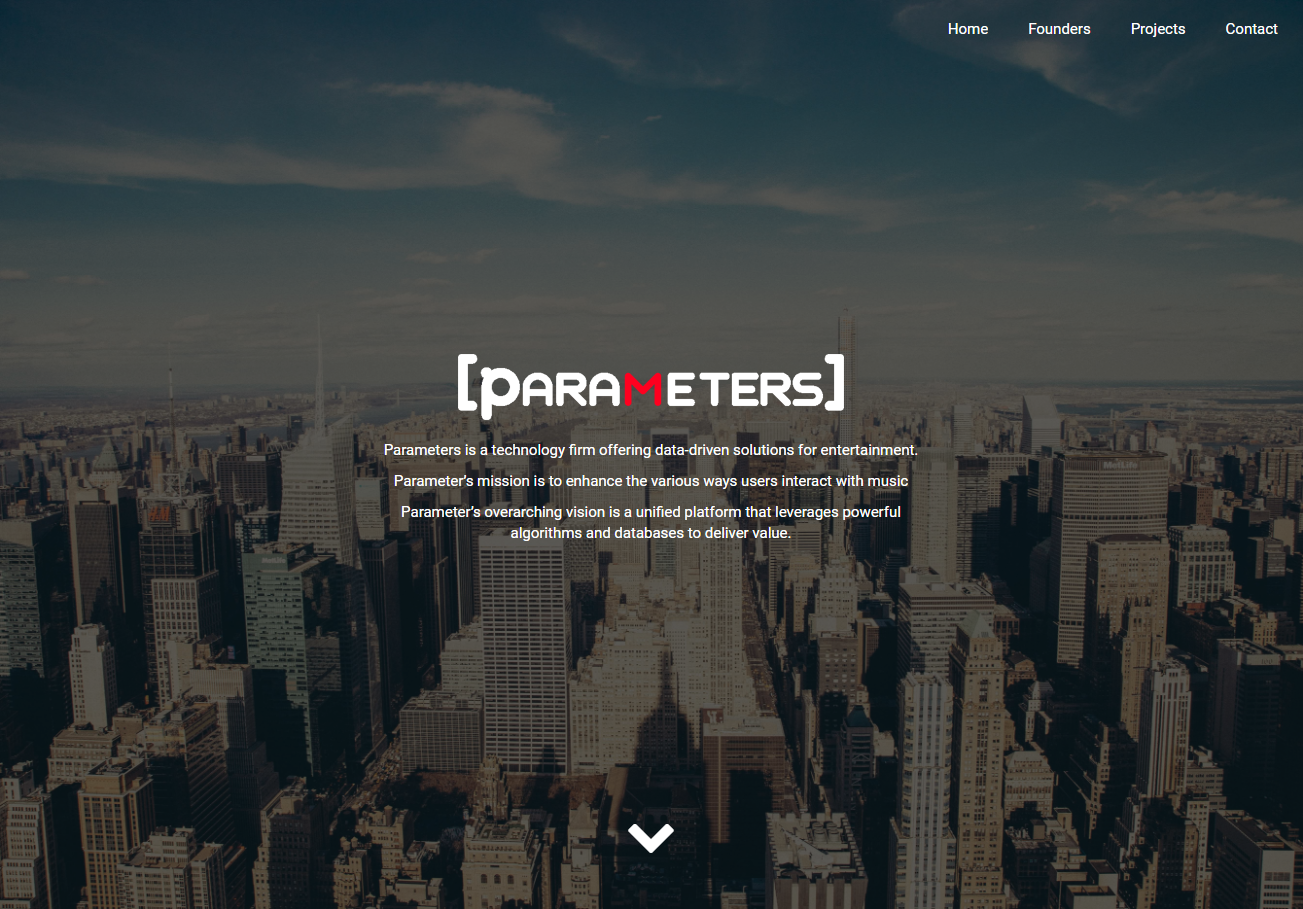 Home Founders Projects Contact
[PARAMETERS]
Parameters is a technology firm offering data-driven solutions for entertainment.
Parameter's mission is to enhance the various ways users interact with music
Parameter’s overarching vision is a unified platform that leverages powerful
algorithms and databases to deliver value.
MetLife